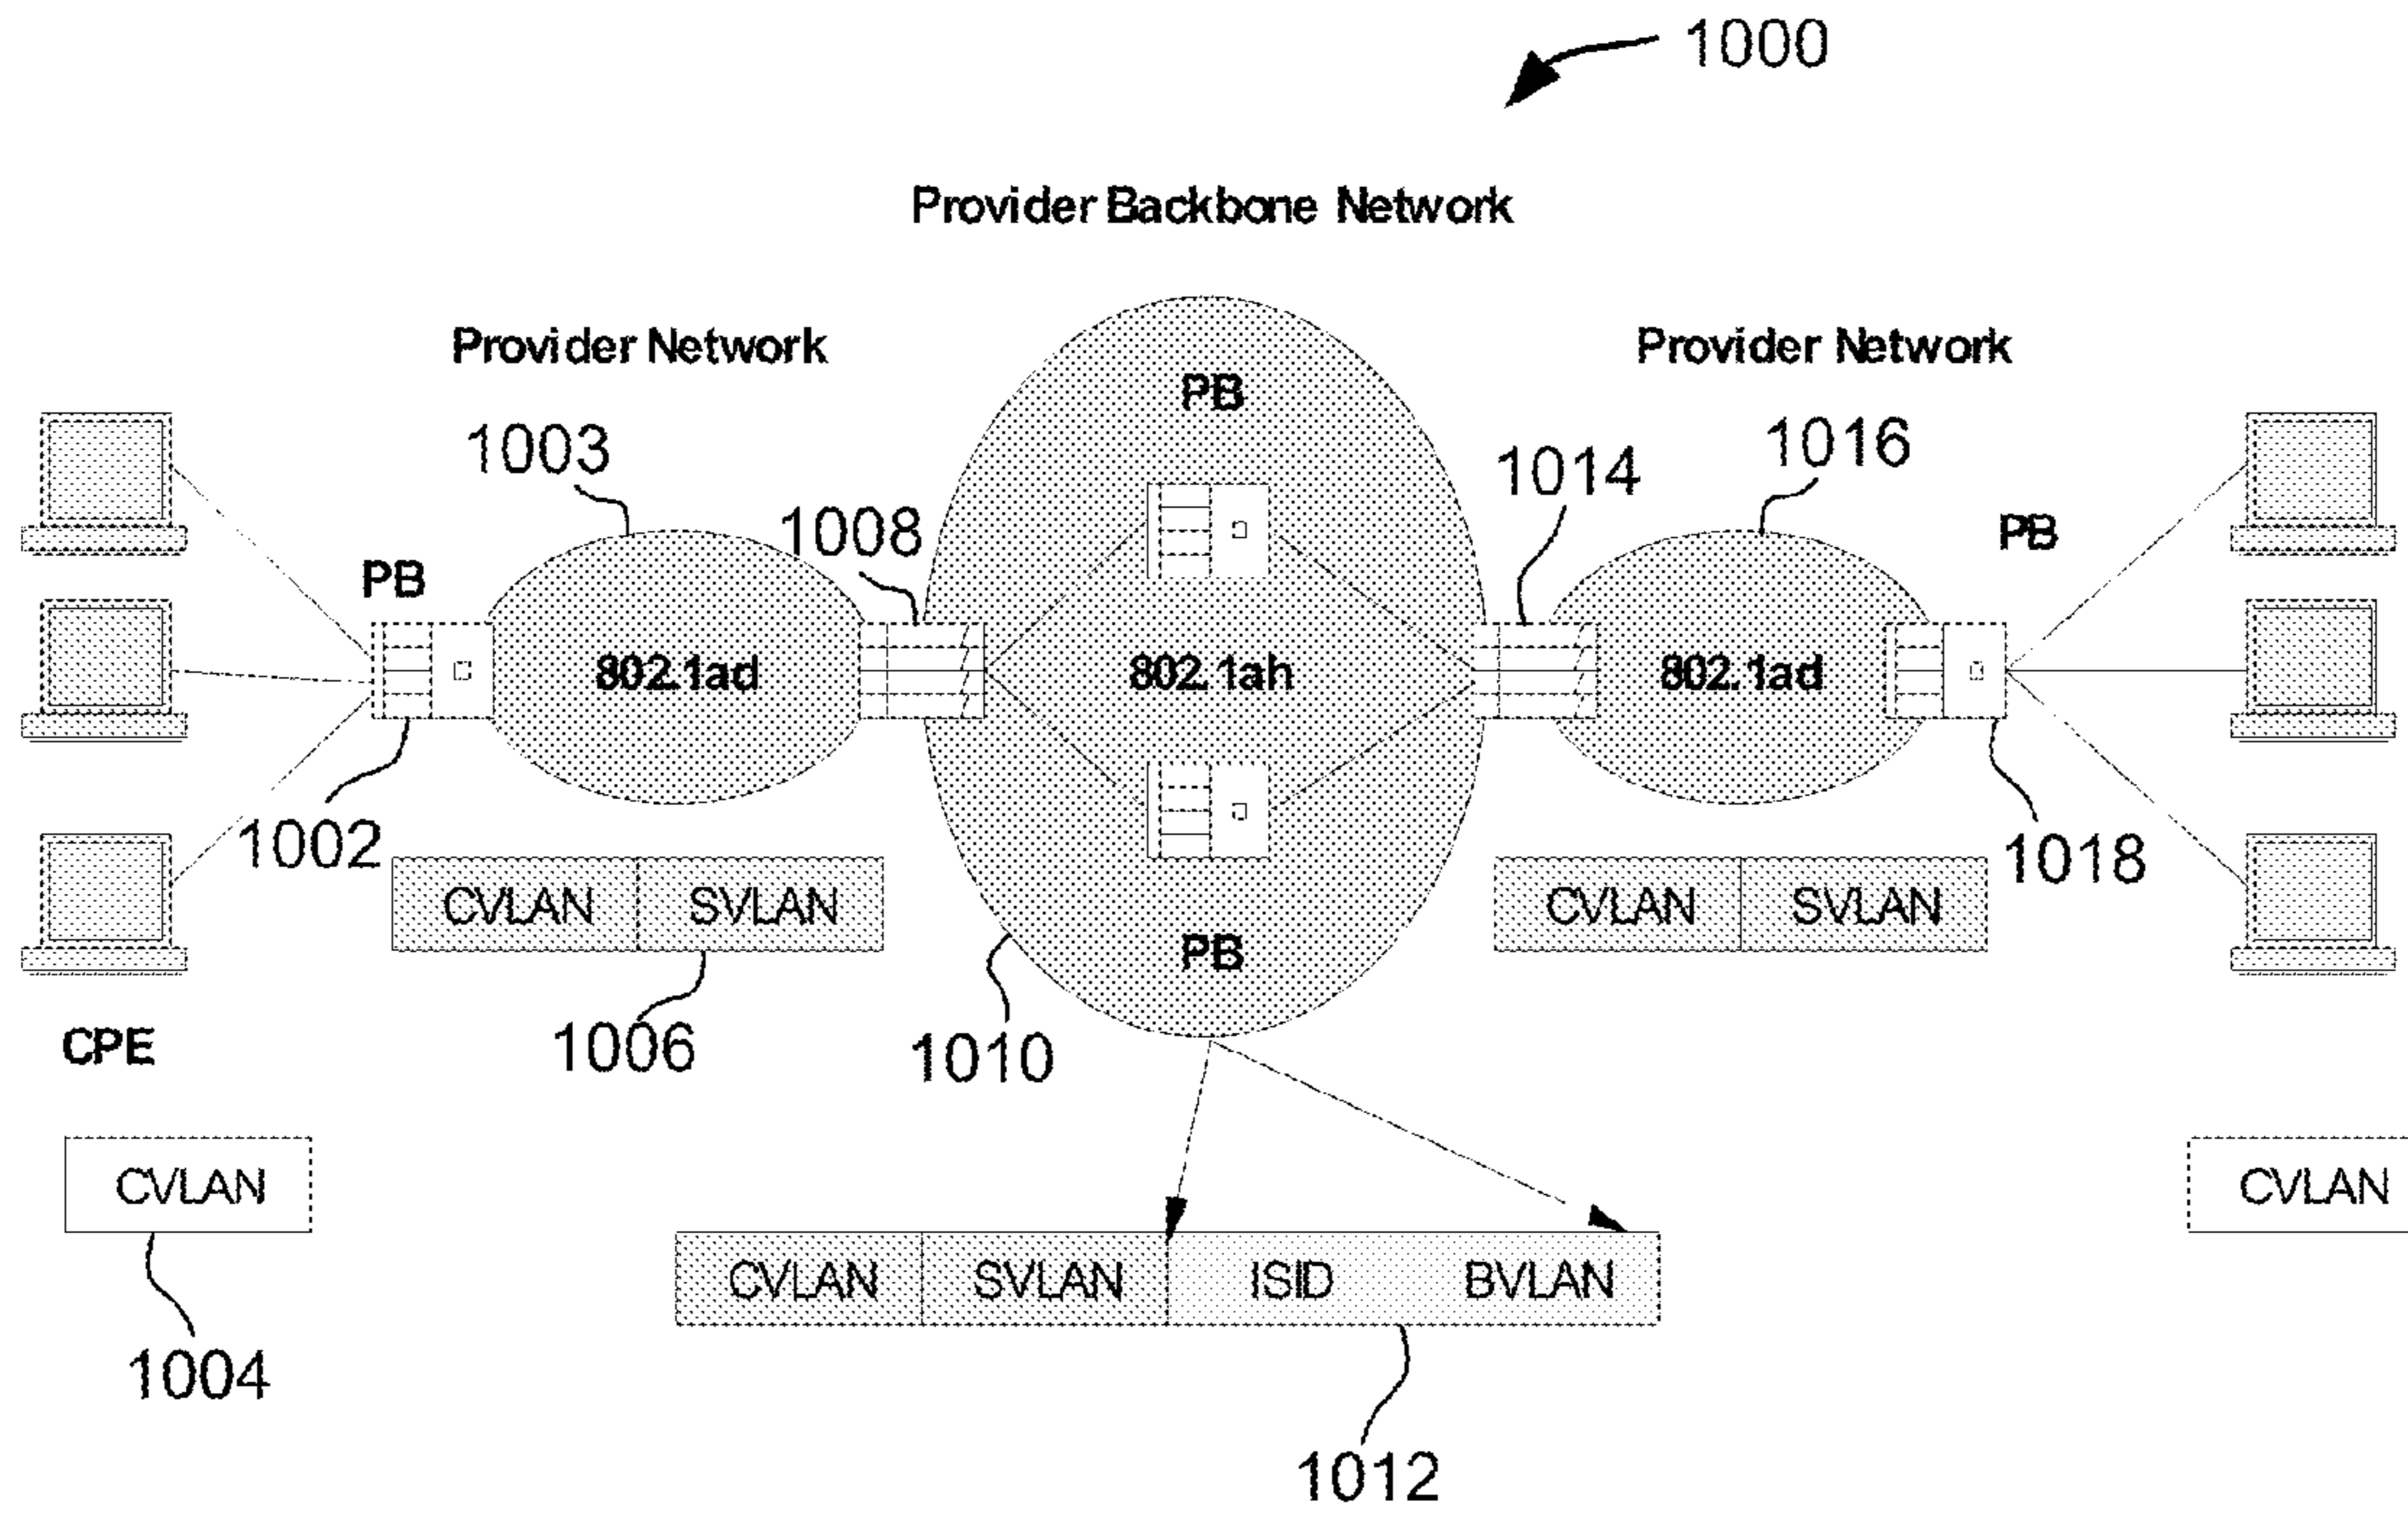 1000
Provider Backbone Network
Provider Network
Provider Network
PB
1003
1016
1014
1008
PB
PB
802.1ad
802.1ah
802.1ad
1002
1018
CVLAN SVLAN
CVLAN SVLAN
PB
CPE
1006
1010
CVLAN
CVLAN
CVLAN SVLAN ISID BVLAN
1004
1012